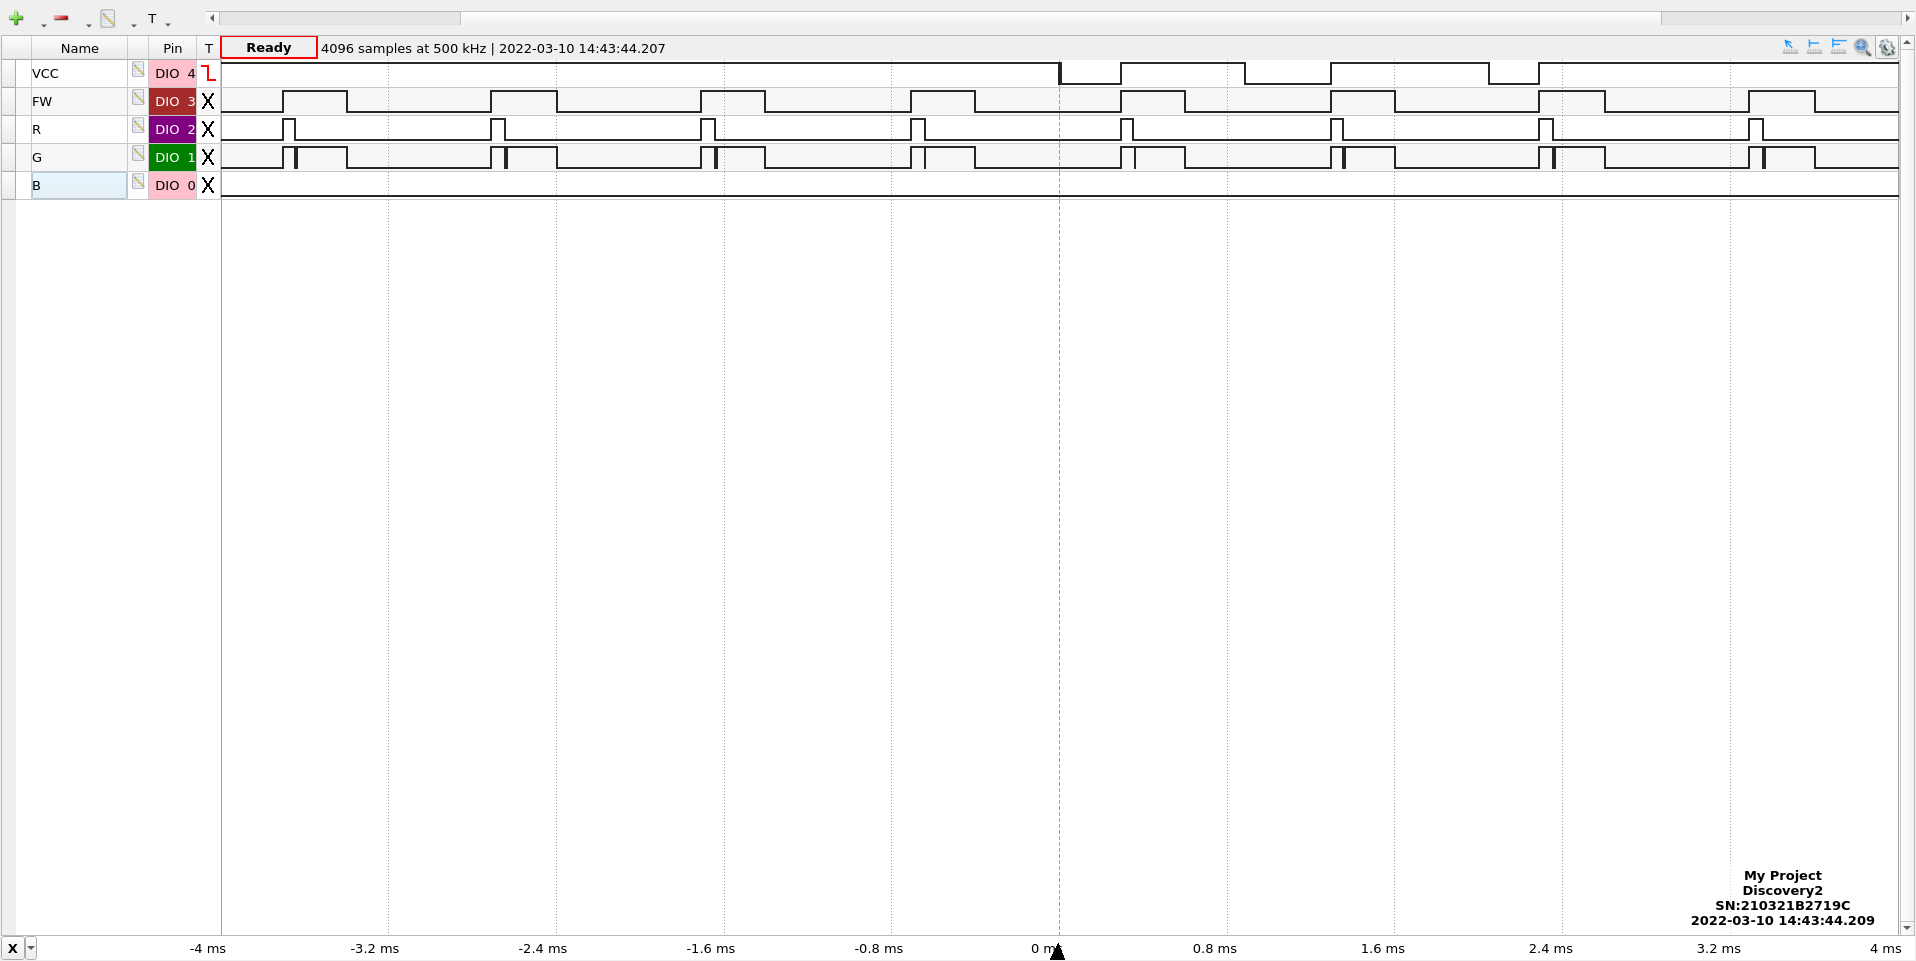 T
Name Pin T Ready 4096 samples at 500 kHz | 2022-03-10 14:43:44.207
VCC DIO 4
FW DIO 3 X
R DIO 2 X
G DIO 1 X
B DIO 0 X
My Project
Discovery2
SN:210321B2719C
2022-03-10 14:43:44.209
X -4 ms -3.2 ms -2.4 ms -1.6 ms -0.8 ms 0 ms 0.8 ms 1.6 ms 2.4 ms 3.2 ms 4 ms